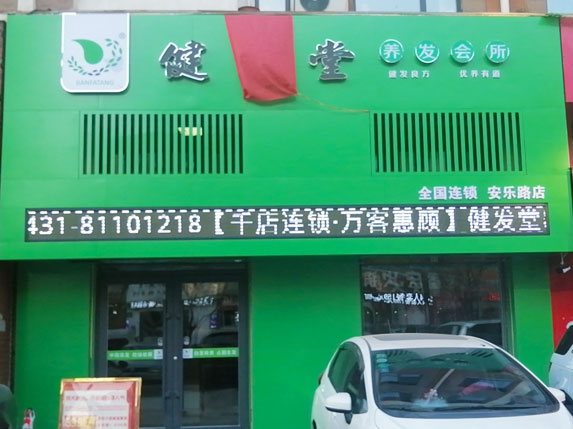 健 堂
养发会所
健发良方 优养有道
JIANFATANG
全国连锁 安乐路店
431-81101218【千店连锁·万客惠顾】健发堂